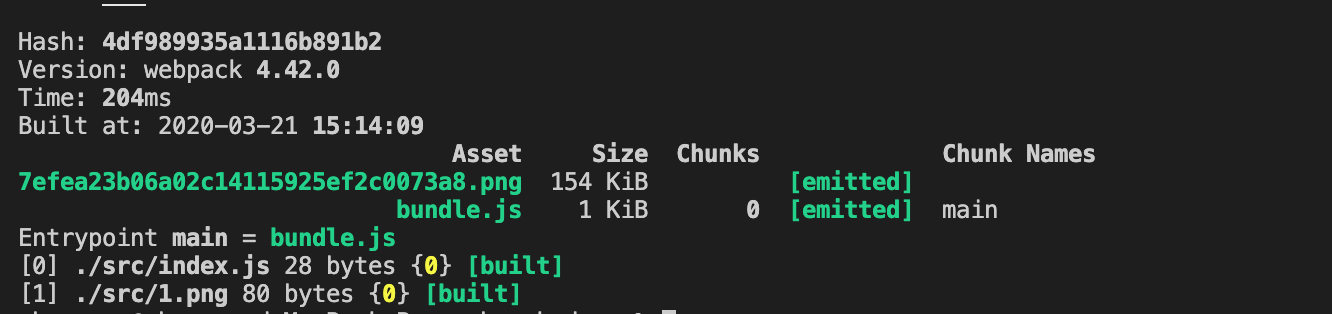 Hash: 4df989935a1116b891b2
Version: webpack 4.42.0
Time: 204ms
Built at: 2020-03-21 15:14:09
Asset Size Chunks Chunk Names
7efea23b06a02c14115925ef2c0073a8.png 154 KiB [emitted]
bundle.js 1 KiB 0 [emitted] main
Entrypoint main = bundle.js
[0] ./src/index.js 28 bytes {0} [built]
[1] ./src/1.png 80 bytes {0} [built]